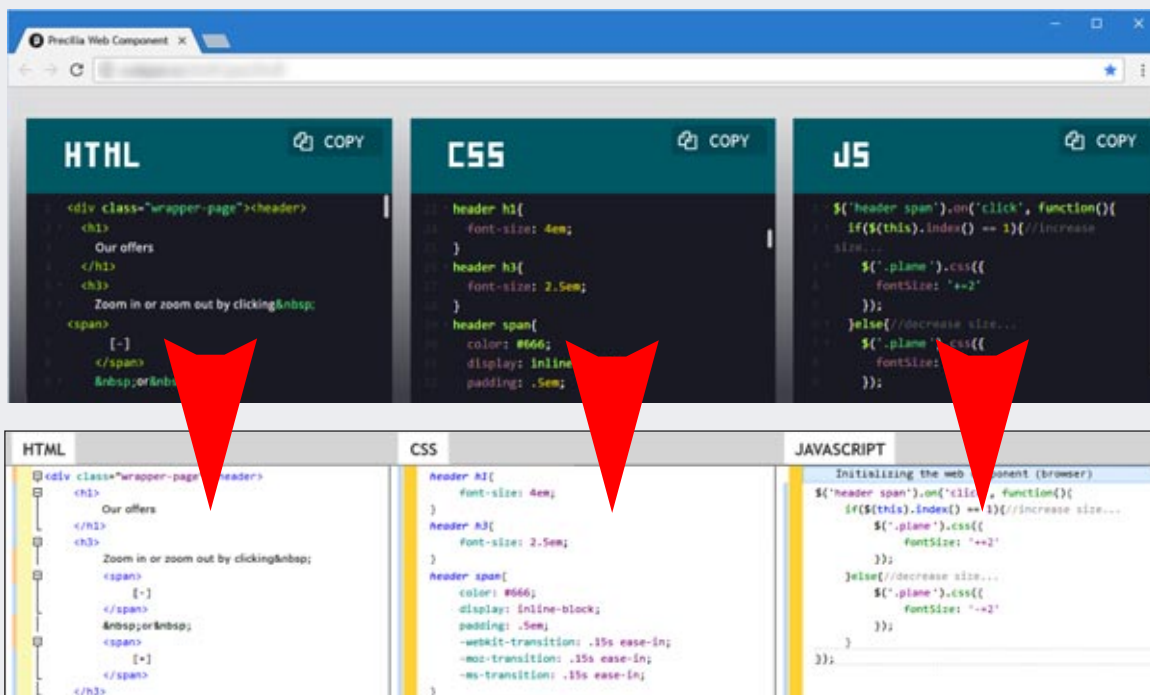 Precilia Web Component
HTML
COPY
<div class="wrapper-page"><header>
<h1>
Our offers
</h1>
<h3>
Zoom in or zoom out by clicking&nbsp;
<span>
[-]
</span>
&nbsp;or&nbs
CSS
COPY
header h1{
font-size: 4em;
}
header h3{
font-size: 2.5em;
}
header span{
color: #666;
display: inline
padding: .5em;
JS
COPY
$('header span').on('click', function(){
if($(this).index() == 1){//increase
size...
$('.plane').css({
fontSize: '+=2'
});
}else{//decrease size...
$('.plane').css({
fontSize:
});
HTML
<div class="wrapper-page header>
<h1>
Our offers
</h1>
<h3>
Zoom in or zoom out by clicking&nbsp;
<span>
[-]
</span>
&nbsp;or&nbsp;
<span>
[+]
</span>
</h3>
CSS
header h1{
font-size: 4em;
}
header h3{
font-size: 2.5em;
}
header span{
color: #666;
display: inline-block;
padding: .5em;
-webkit-transition: .15s ease-in;
-moz-transition: .15s ease-in;
-ms-transition: .15s ease-in;
}
JAVASCRIPT
Initializing the web component (browser)
$('header span').on('click', function(){
if($(this).index() == 1){//increase size...
$('.plane').css({
fontSize: '+=2'
});
}else{//decrease size...
$('.plane').css({
fontSize: '-=2'
});
}
});